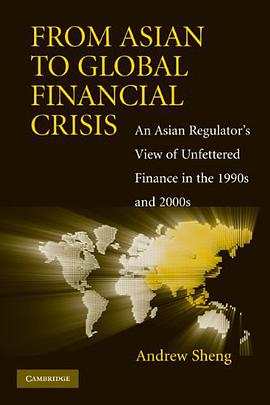 FROM ASIAN
TO GLOBAL
FINANCIAL
CRISIS
An Asian Regulator's
View of Unfettered
Finance in the 1990s
and 2000s
Andrew Sheng
CAMBRIDGE